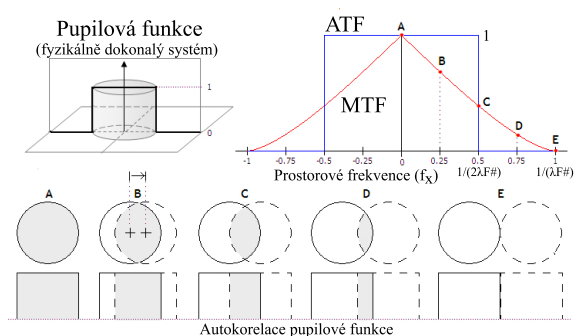 Pupilová funkce
(fyzikálně dokonalý systém)
1
0
ATF
A
1
B
MTF
C
D
E
-1 -0.75 -0.5 -0.25 0 0.25 0.5 0.75 1
Prostorové frekvence (fx) 1/(2λF#) 1/(λF#)
A B C D E
Autokorelace pupilové funkce